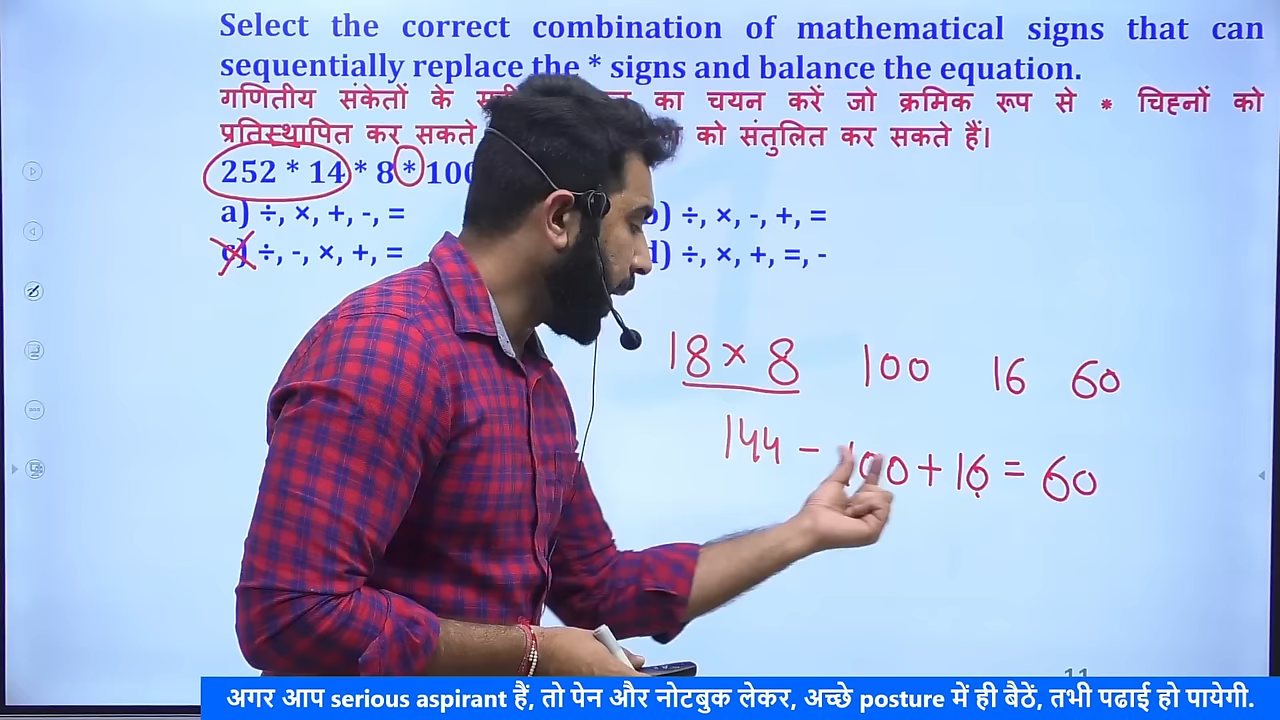 Select the correct combination of mathematical signs that can
sequentially replace the * signs and balance the equation.
गणितीय संकेतों के का चयन करें जो क्रमिक रूप से * चिह्नों को
प्रतिस्थापित कर सकते को संतुलित कर सकते हैं।
252 * 14 * 8 * 100
a) ÷, ×, +, -, = b) ÷, ×, -, +, =
c) ÷, -, ×, +, = d) ÷, ×, +, =, -
18 × 8 100 16 60
144 - 100 + 16 = 60
11
अगर आप serious aspirant हैं, तो पेन और नोटबुक लेकर, अच्छे posture में ही बैठें, तभी पढाई हो पायेगी.